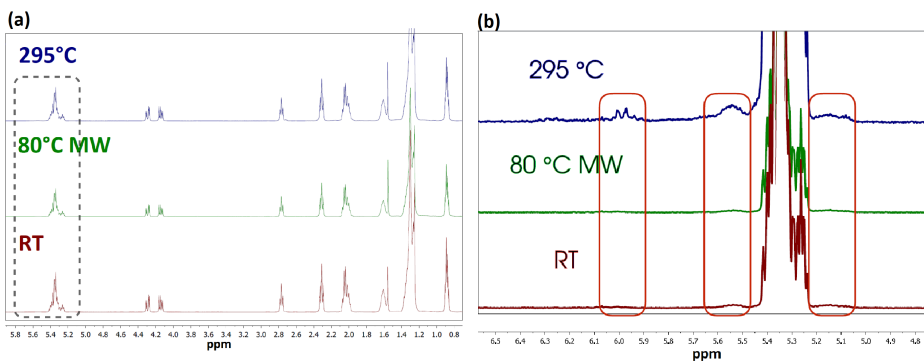 (a)
295°C
80°C MW
RT
5.8 5.6 5.4 5.2 5.0 4.8 4.6 4.4 4.2 4.0 3.8 3.6 3.4 3.2 3.0 2.8 2.6 2.4 2.2 2.0 1.8 1.6 1.4 1.2 1.0 0.8
ppm
(b)
295 °C
80 °C MW
RT
6.5 6.4 6.3 6.2 6.1 6.0 5.9 5.8 5.7 5.6 5.5 5.4 5.3 5.2 5.1 5.0 4.9 4.8
ppm